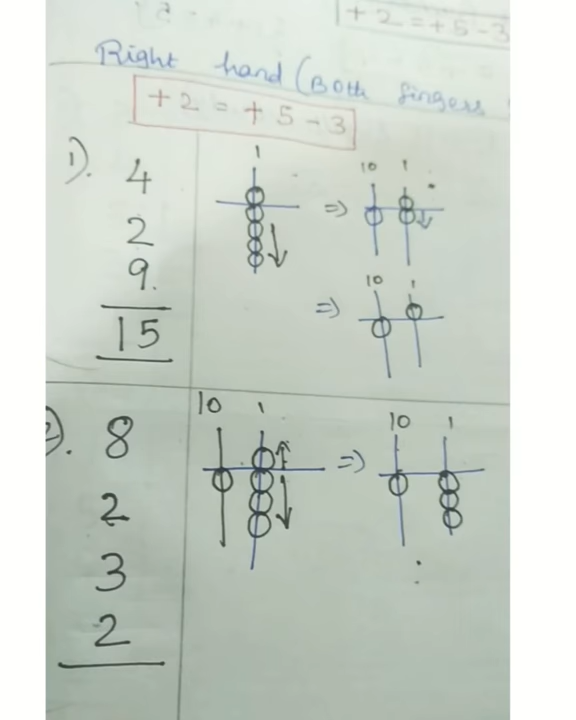 + 2 = + 5 - 3
Right hand (Both fingers
+ 2 = + 5 - 3
1). 4
2
9.
15
1
=> 10 1
=> 10 1
2). 8
2
3
2
10 1
=> 10 1